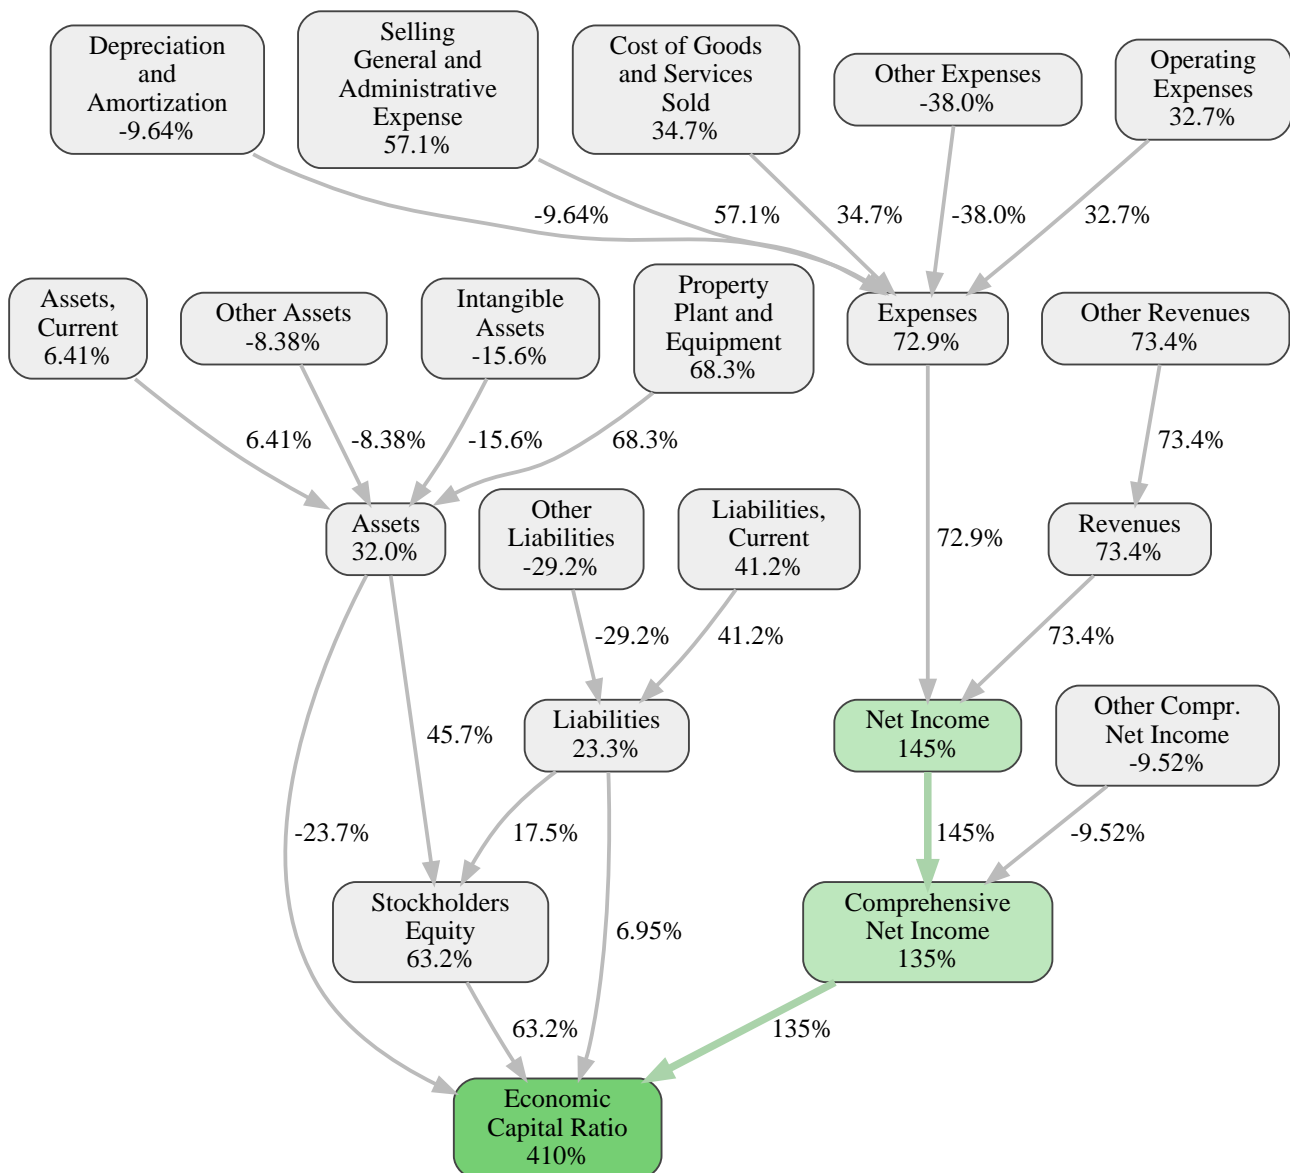 Depreciation
and
Amortization
-9.64%
Selling
General and
Administrative
Expense
57.1%
Cost of Goods
and Services
Sold
34.7%
Other Expenses
-38.0%
Operating
Expenses
32.7%
-9.64%
57.1%
34.7%
-38.0%
32.7%
Assets,
Current
6.41%
Other Assets
-8.38%
Intangible
Assets
-15.6%
Property
Plant and
Equipment
68.3%
Expenses
72.9%
Other Revenues
73.4%
6.41%
-8.38%
-15.6%
68.3%
73.4%
Assets
32.0%
Other
Liabilities
-29.2%
Liabilities,
Current
41.2%
72.9%
Revenues
73.4%
-29.2%
41.2%
73.4%
45.7%
Liabilities
23.3%
Net Income
145%
Other Compr.
Net Income
-9.52%
-23.7%
17.5%
145%
-9.52%
Stockholders
Equity
63.2%
6.95%
Comprehensive
Net Income
135%
63.2%
135%
Economic
Capital Ratio
410%